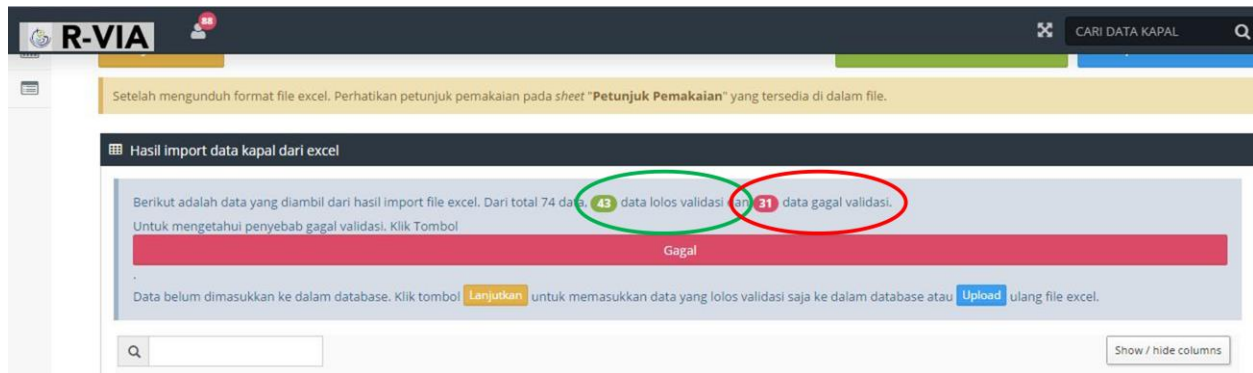 R-VIA
88
CARI DATA KAPAL
Setelah mengunduh format file excel. Perhatikan petunjuk pemakaian pada sheet "Petunjuk Pemakaian" yang tersedia di dalam file.
Hasil import data kapal dari excel
Berikut adalah data yang diambil dari hasil import file excel. Dari total 74 data, 43 data lolos validasi dan 31 data gagal validasi.
Untuk mengetahui penyebab gagal validasi. Klik Tombol
Gagal
.
Data belum dimasukkan ke dalam database. Klik tombol Lanjutkan untuk memasukkan data yang lolos validasi saja ke dalam database atau Upload ulang file excel.
Show / hide columns